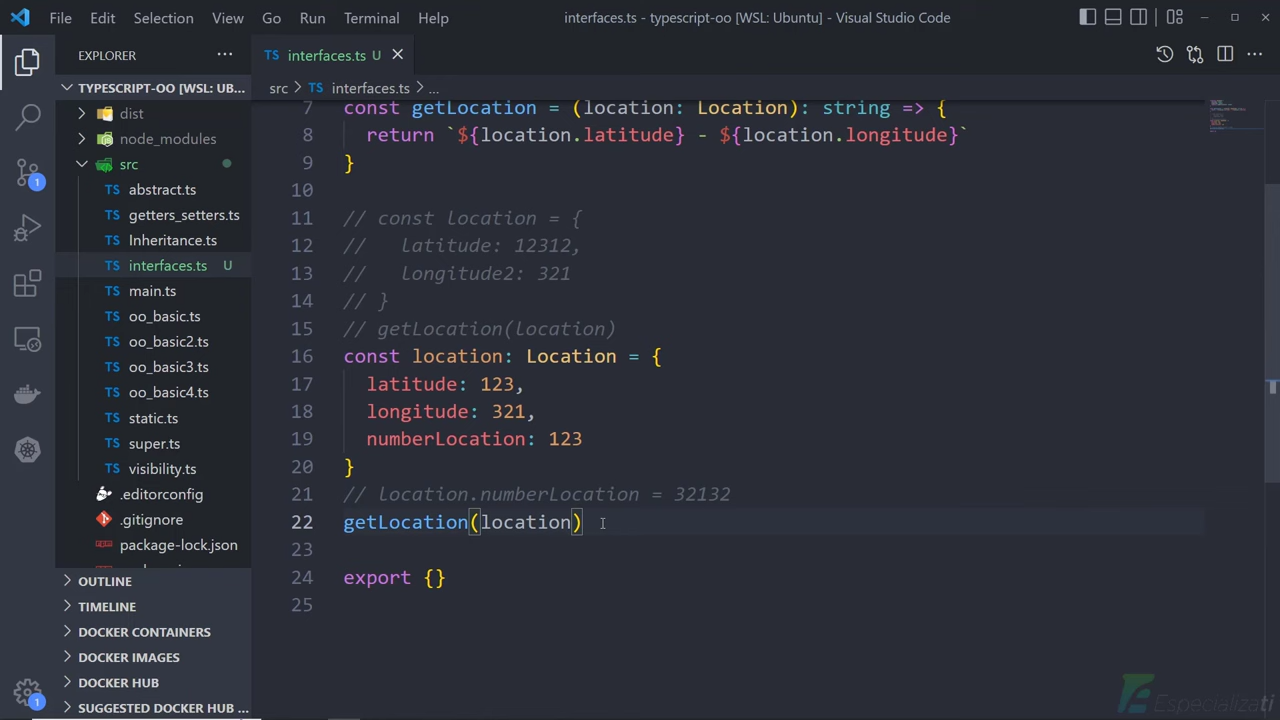 File Edit Selection View Go Run Terminal Help interfaces.ts - typescript-oo [WSL: Ubuntu] - Visual Studio Code
EXPLORER ··· TS interfaces.ts U
TYPESCRIPT-OO [WSL: UB... src > TS interfaces.ts > ...
dist
node_modules
src
TS abstract.ts
TS getters_setters.ts
TS Inheritance.ts
TS interfaces.ts U
TS main.ts
TS oo_basic.ts
TS oo_basic2.ts
TS oo_basic3.ts
TS oo_basic4.ts
TS static.ts
TS super.ts
TS visibility.ts
.editorconfig
.gitignore
package-lock.json
OUTLINE
TIMELINE
DOCKER CONTAINERS
DOCKER IMAGES
DOCKER HUB
SUGGESTED DOCKER HUB ...
1
1
7 const getLocation = (location: Location): string => {
8 return `${location.latitude} - ${location.longitude}`
9 }
10
11 // const location = {
12 //   latitude: 12312,
13 //   longitude2: 321
14 // }
15 // getLocation(location)
16 const location: Location = {
17 latitude: 123,
18 longitude: 321,
19 numberLocation: 123
20 }
21 // location.numberLocation = 32132
22 getLocation(location)
23
24 export {}
25
Especializati